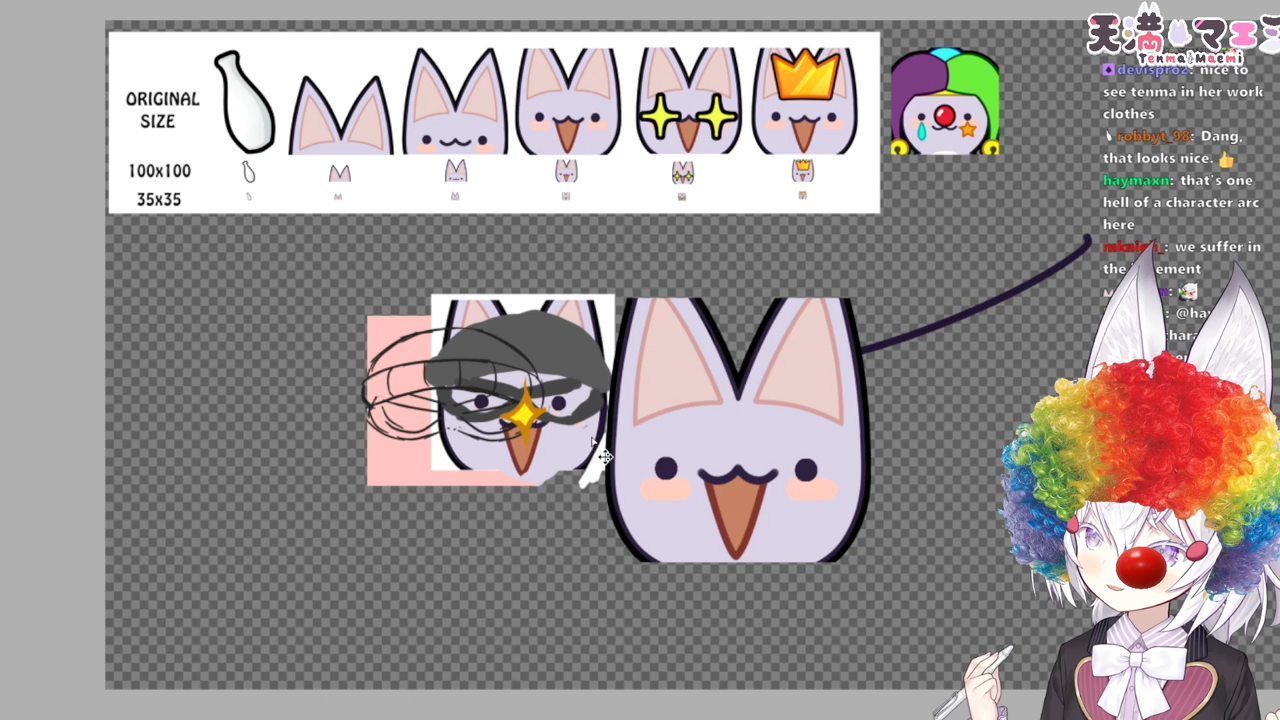 天満マエミ
Tenma Maemi
ORIGINAL
SIZE
100x100
35x35
devispro2: nice to
see tenma in her work
clothes
robbyt_98: Dang,
that looks nice. 👍
haymaxn: that's one
hell of a character arc
here
we suffer in
the